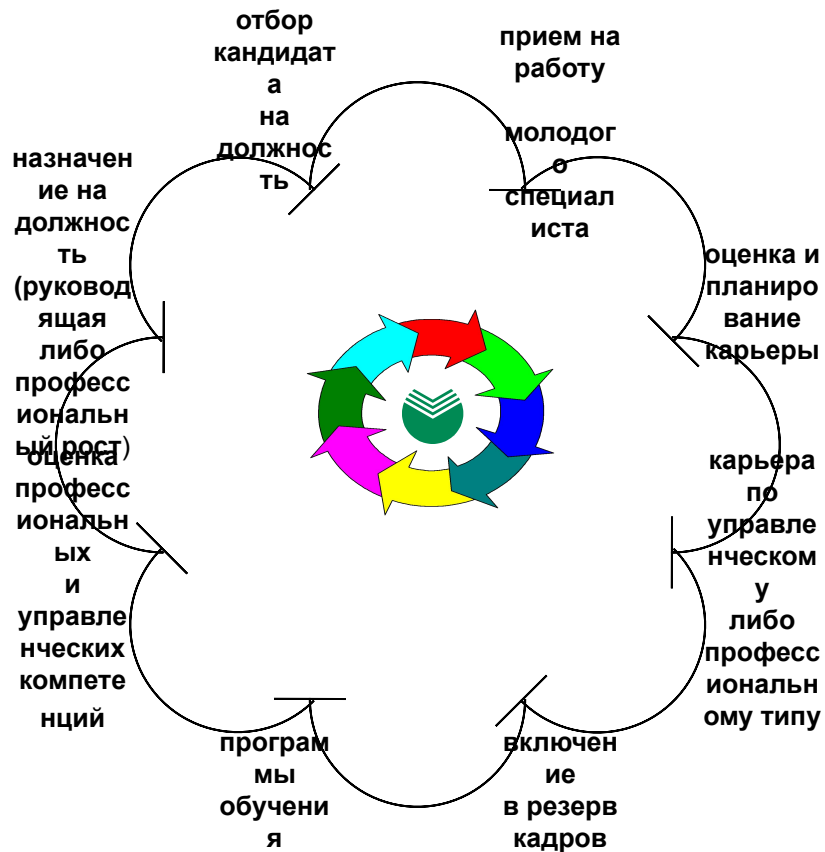 отбор
кандидат
а
на
должнос
ть
прием на
работу
молодог
о
специал
иста
оценка и
планиро
вание
карьеры
карьера
по
управле
нческом
у
либо
професс
иональн
ому типу
включен
ие
в резерв
кадров
програм
мы
обучени
я
оценка
професс
иональн
ых
и
управле
нческих
компете
нций
назначен
ие на
должнос
ть
(руковод
ящая
либо
професс
иональн
ый рост)